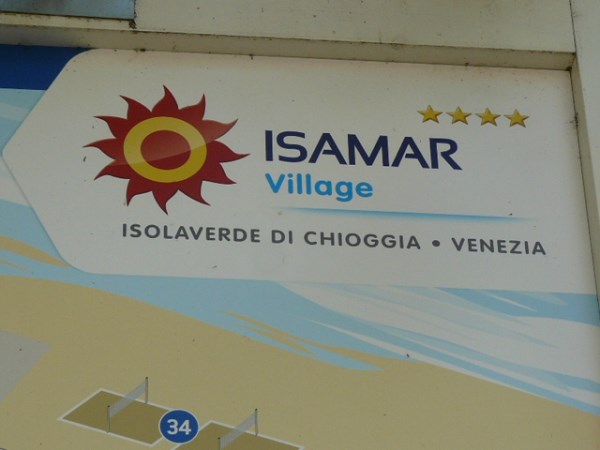 ISAMAR
Village
ISOLAVERDE DI CHIOGGIA • VENEZIA
34